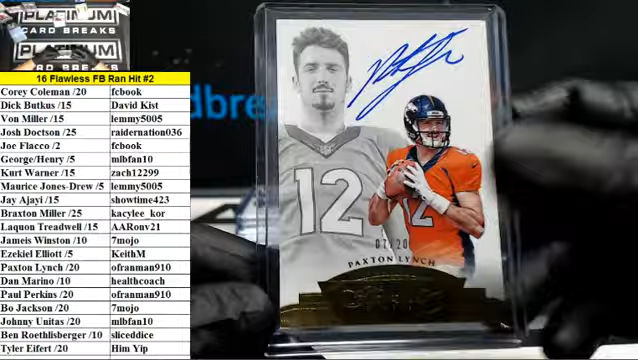 PLATINUM
CARD BREAKS
PLATINUM
CARD BREAKS
16 Flawless FB Ran Hit #2
Corey Coleman /20 fcbook
Dick Butkus /15 David Kist
Von Miller /15 lemmy5005
Josh Doctson /25 raidernation036
Joe Flacco /2 fcbook
George/Henry /5 mlbfan10
Kurt Warner /15 zach12299
Maurice Jones-Drew /5 lemmy5005
Jay Ajayi /15 showtime423
Braxton Miller /25 kacylee_kor
Laquon Treadwell /15 AARonv21
Jameis Winston /10 7mojo
Ezekiel Elliott /5 KeithM
Paxton Lynch /20 ofranman910
Dan Marino /10 healthcoach
Paul Perkins /20 ofranman910
Bo Jackson /20 7mojo
Johnny Unitas /20 mlbfan10
Ben Roethlisberger /10 sliceddice
Tyler Eifert /20 Him Yip
12
12
07/20
PAXTON LYNCH